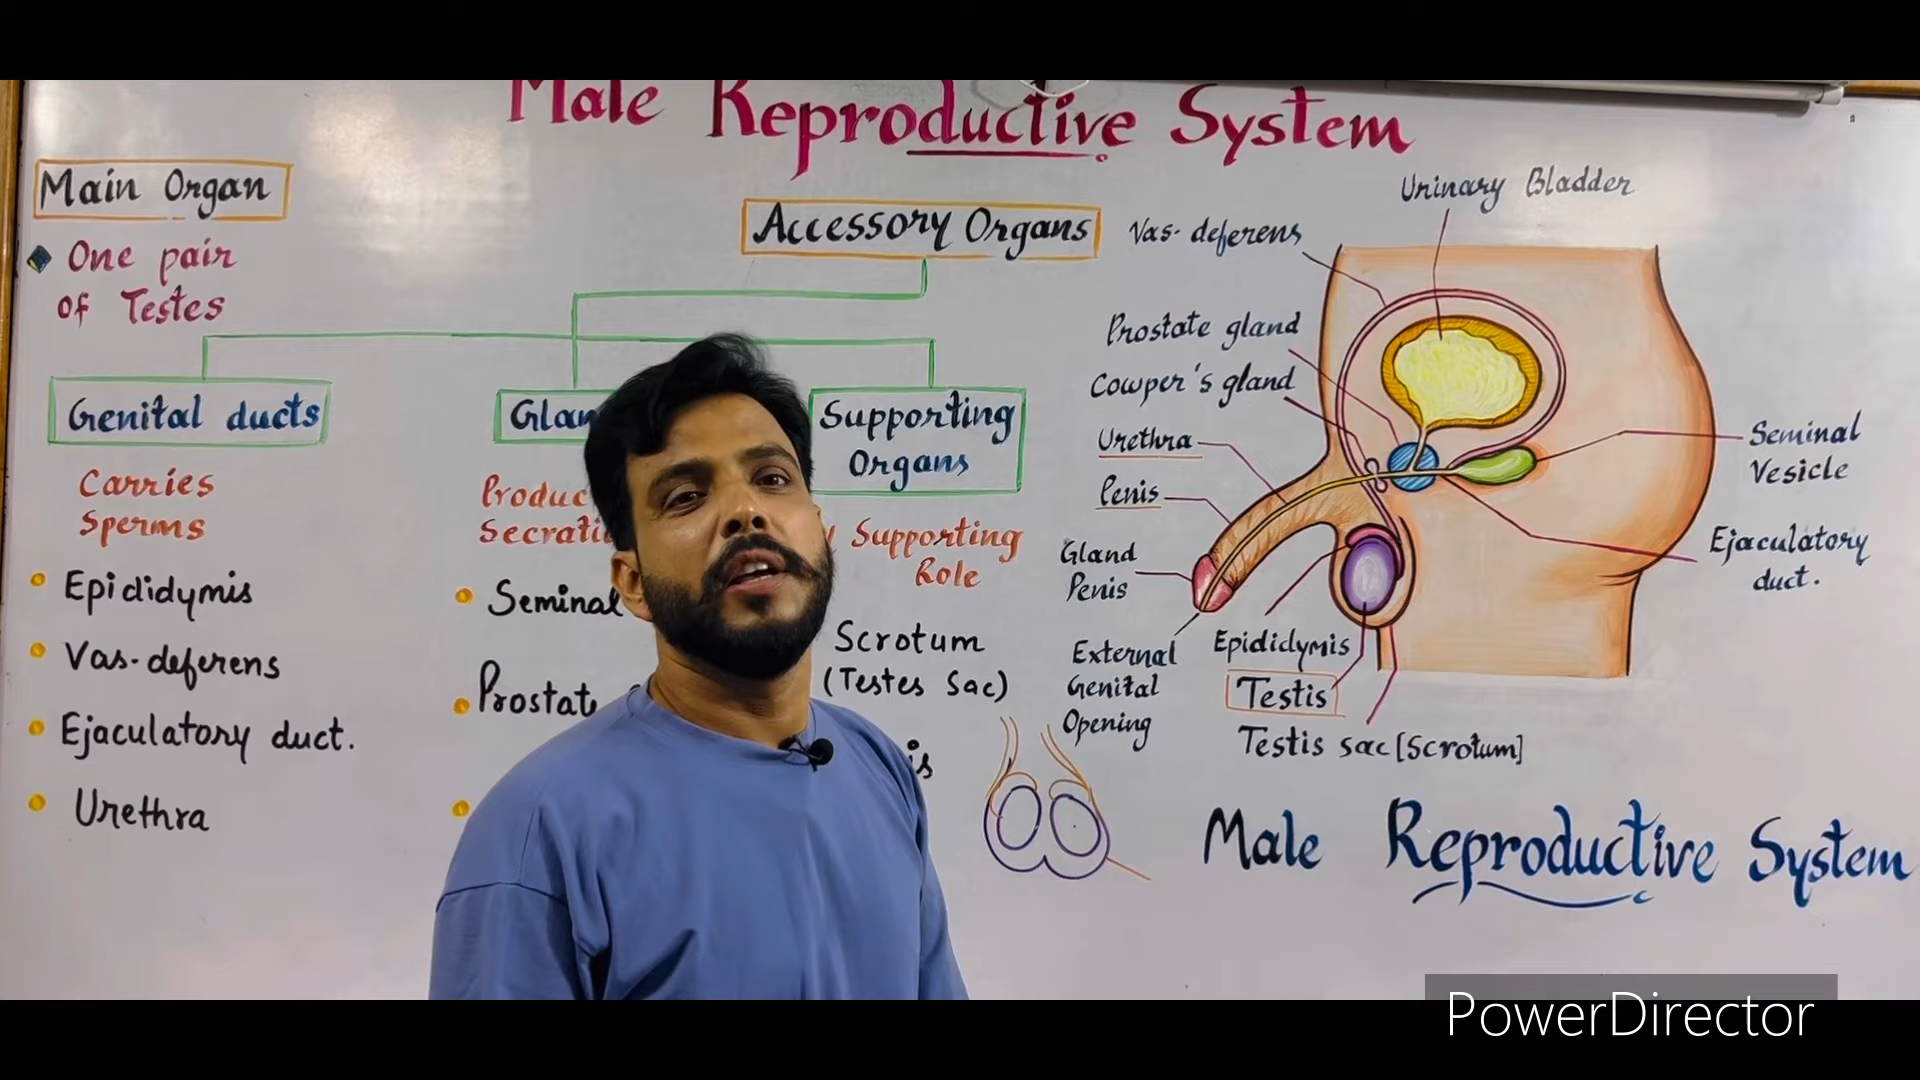 Male Reproductive System
Main Organ
One pair
of Testes
Accessory Organs
Genital ducts
Carries
Sperms
Epididymis
Vas-deferens
Ejaculatory duct.
Urethra
Seminal
Prostate
Supporting
Organs
Supporting
Role
Scrotum
(Testes Sac)
Urinary Bladder
Vas-deferens
Prostate gland
Cowper's gland
Urethra
Penis
Gland
Penis
External
Genital
Opening
Epididymis
Testis
Testis sac [Scrotum]
Seminal
Vesicle
Ejaculatory
duct.
Male Reproductive System
PowerDirector